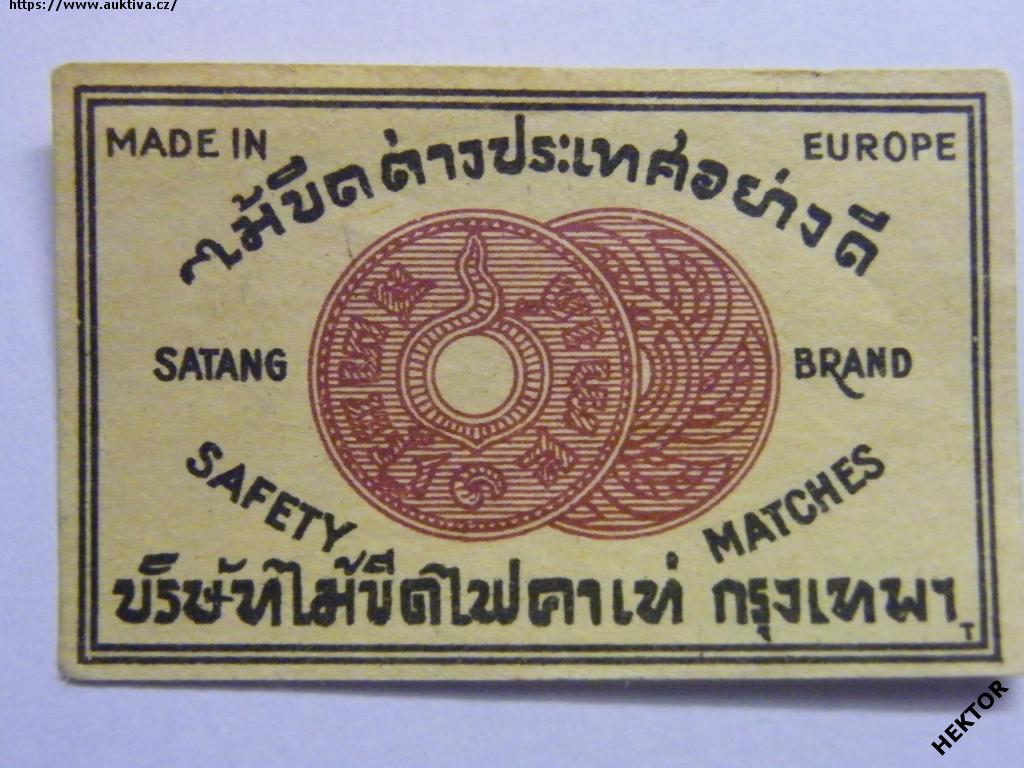 https://www.auktiva.cz/
MADE IN EUROPE
ไม้ขีดต่างประเทศอย่างดี
SATANG BRAND
SAFETY MATCHES
บริษัทไม้ขีดไฟคาเท่ กรุงเทพฯ
T
HEKTOR